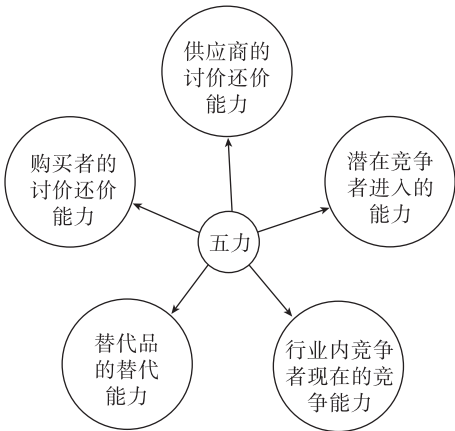 供应商的
讨价还价
能力
购买者的
讨价还价
能力
潜在竞争
者进入的
能力
五力
替代品
的替代
能力
行业内竞争
者现在的竞
争能力